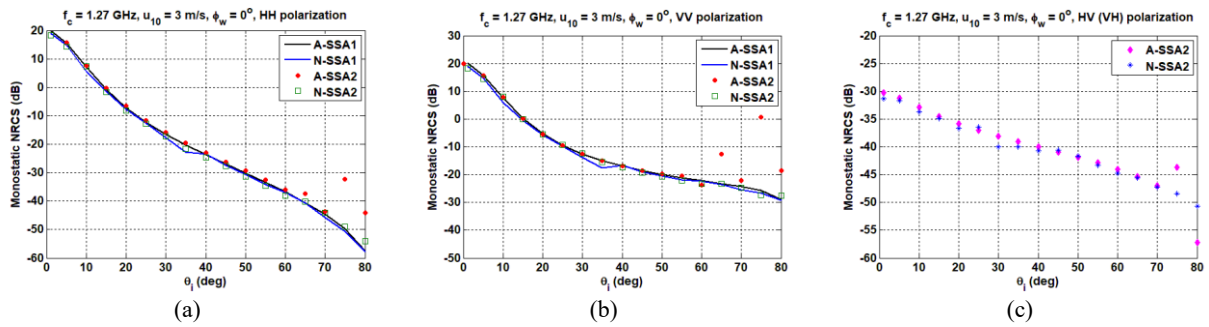 f_c = 1.27 GHz, u_10 = 3 m/s, ϕ_w = 0°, HH polarization
20
10
0
-10
-20
-30
-40
-50
-60
0 10 20 30 40 50 60 70 80
Monostatic NRCS (dB)
θ_i (deg)
A-SSA1
N-SSA1
A-SSA2
N-SSA2
(a)
f_c = 1.27 GHz, u_10 = 3 m/s, ϕ_w = 0°, VV polarization
30
20
10
0
-10
-20
-30
-40
-50
0 10 20 30 40 50 60 70 80
Monostatic NRCS (dB)
θ_i (deg)
A-SSA1
N-SSA1
A-SSA2
N-SSA2
(b)
f_c = 1.27 GHz, u_10 = 3 m/s, ϕ_w = 0°, HV (VH) polarization
-20
-25
-30
-35
-40
-45
-50
-55
-60
0 10 20 30 40 50 60 70 80
Monostatic NRCS (dB)
θ_i (deg)
A-SSA2
N-SSA2
(c)